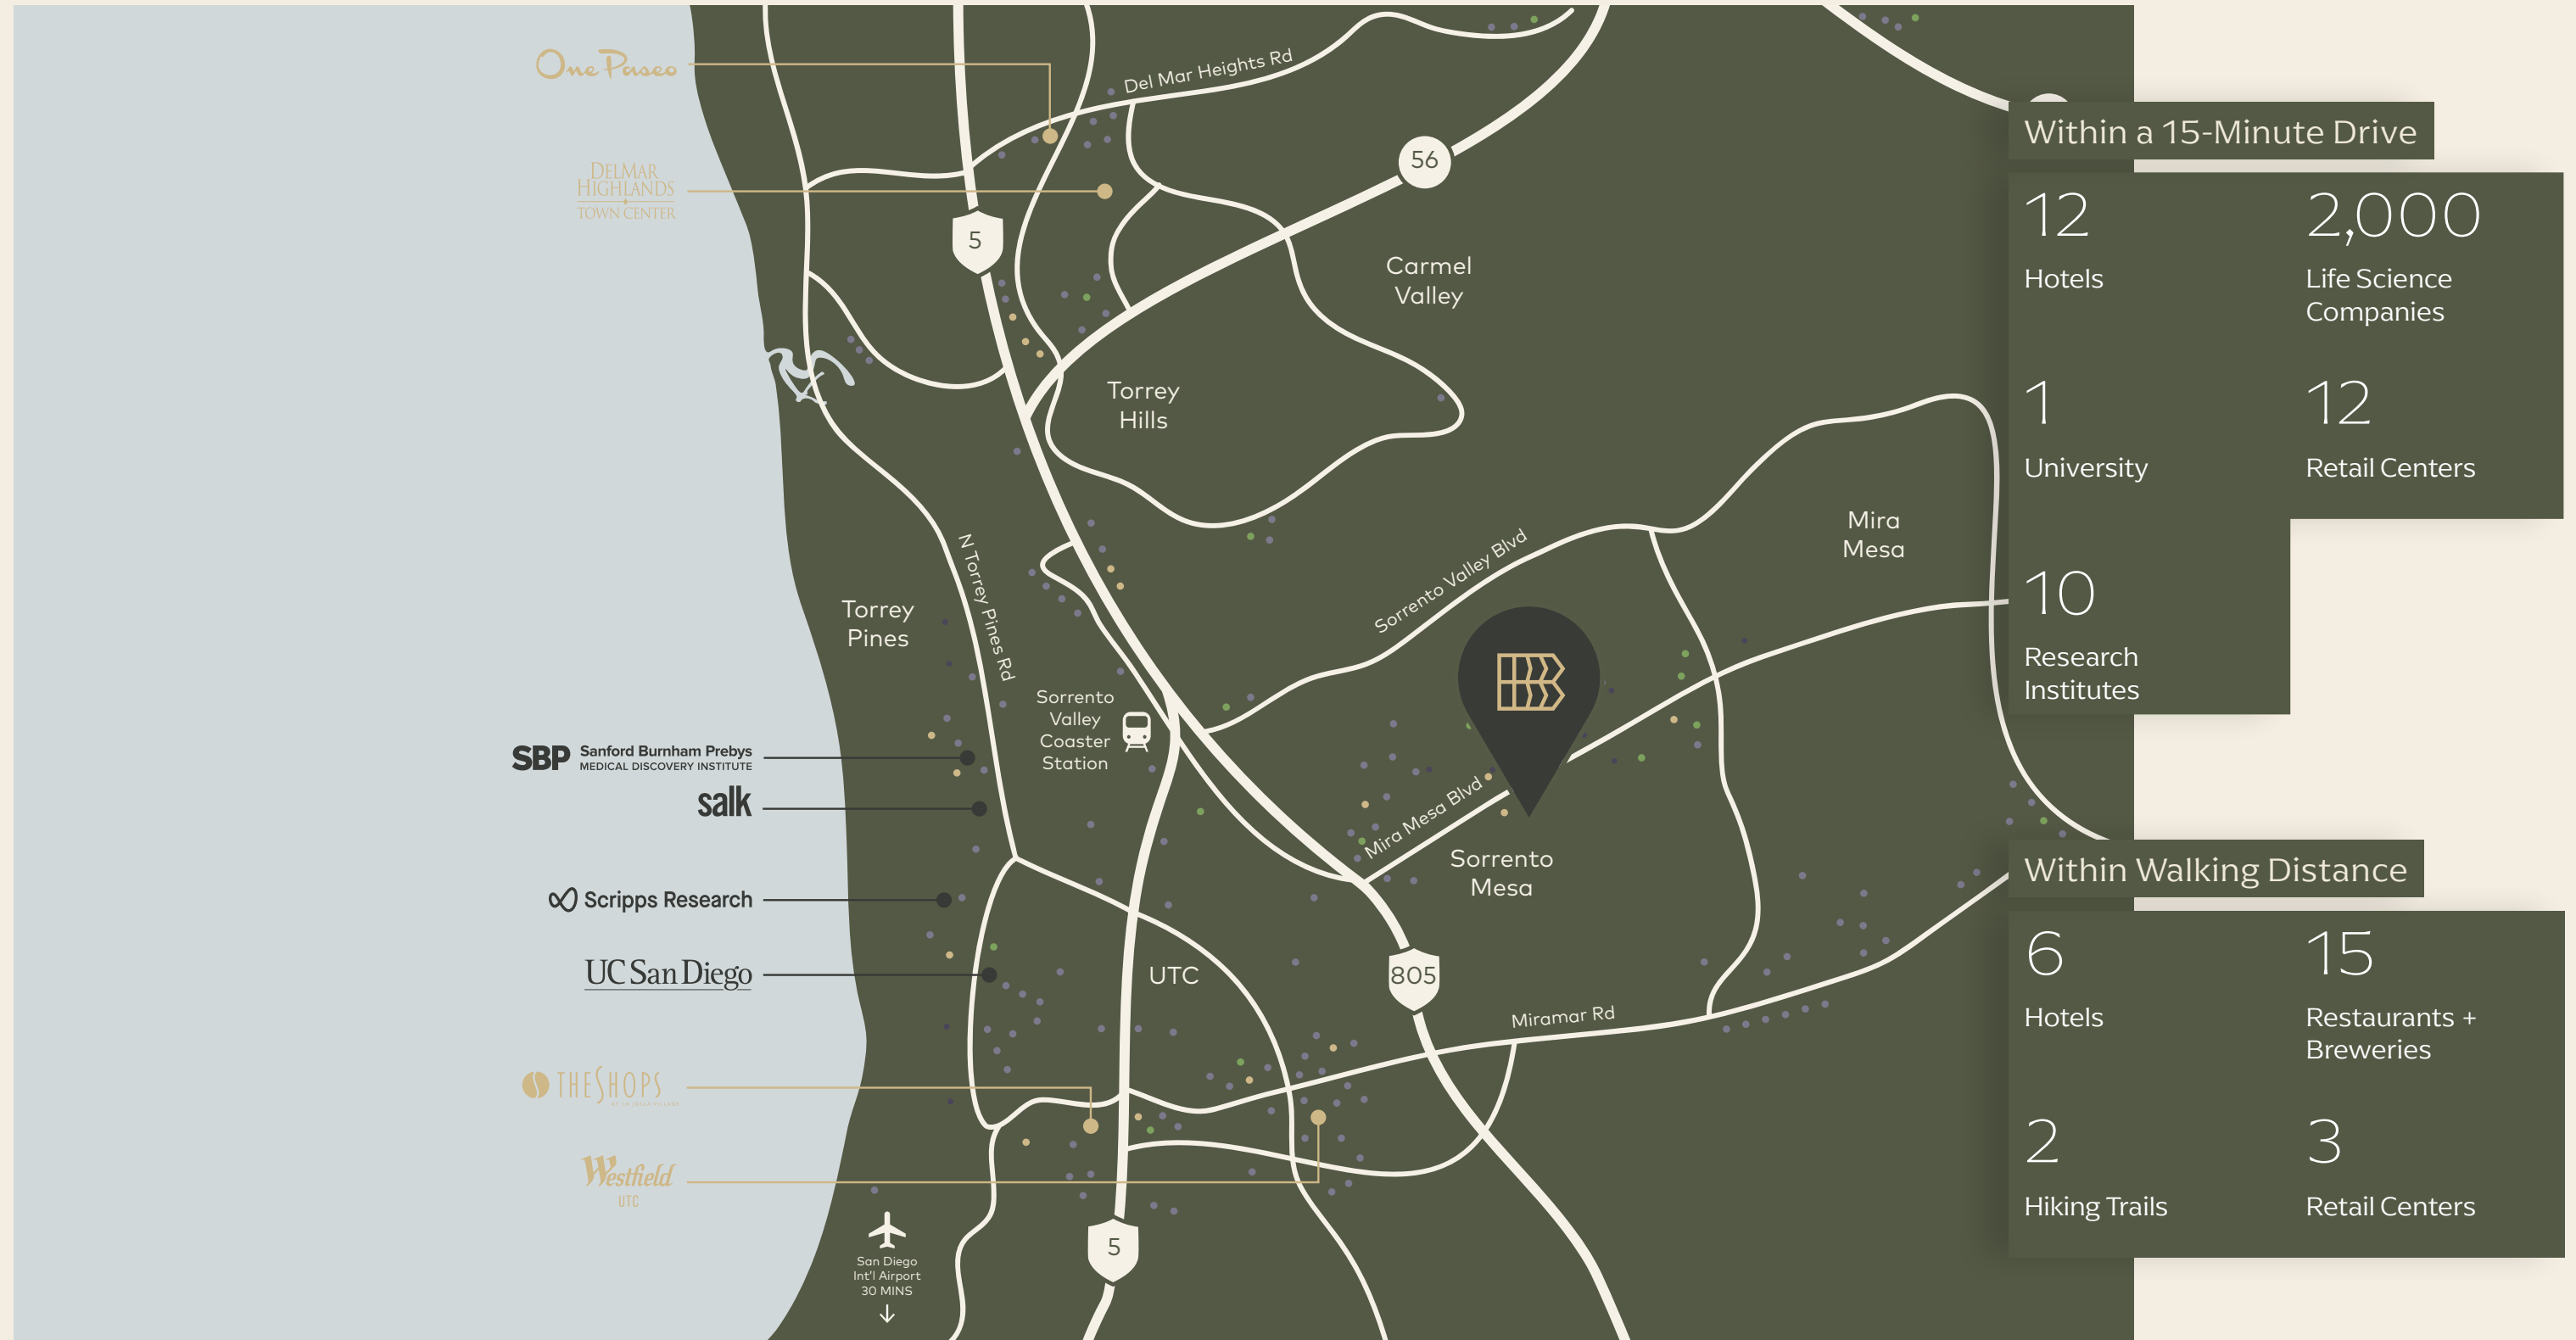 One Paseo
DEL MAR
HIGHLANDS
TOWN CENTER
Del Mar Heights Rd
56
5
Carmel
Valley
Torrey
Hills
Mira
Mesa
Sorrento Valley Blvd
N Torrey Pines Rd
Torrey
Pines
Sorrento
Valley
Coaster
Station
SBP Sanford Burnham Prebys
MEDICAL DISCOVERY INSTITUTE
salk
Mira Mesa Blvd
Sorrento
Mesa
Scripps Research
UC San Diego
UTC
805
Miramar Rd
THE SHOPS
AT LA JOLLA VILLAGE
Westfield
UTC
5
San Diego
Int'l Airport
30 MINS
Within a 15-Minute Drive
12
Hotels
2,000
Life Science
Companies
1
University
12
Retail Centers
10
Research
Institutes
Within Walking Distance
6
Hotels
15
Restaurants +
Breweries
2
Hiking Trails
3
Retail Centers